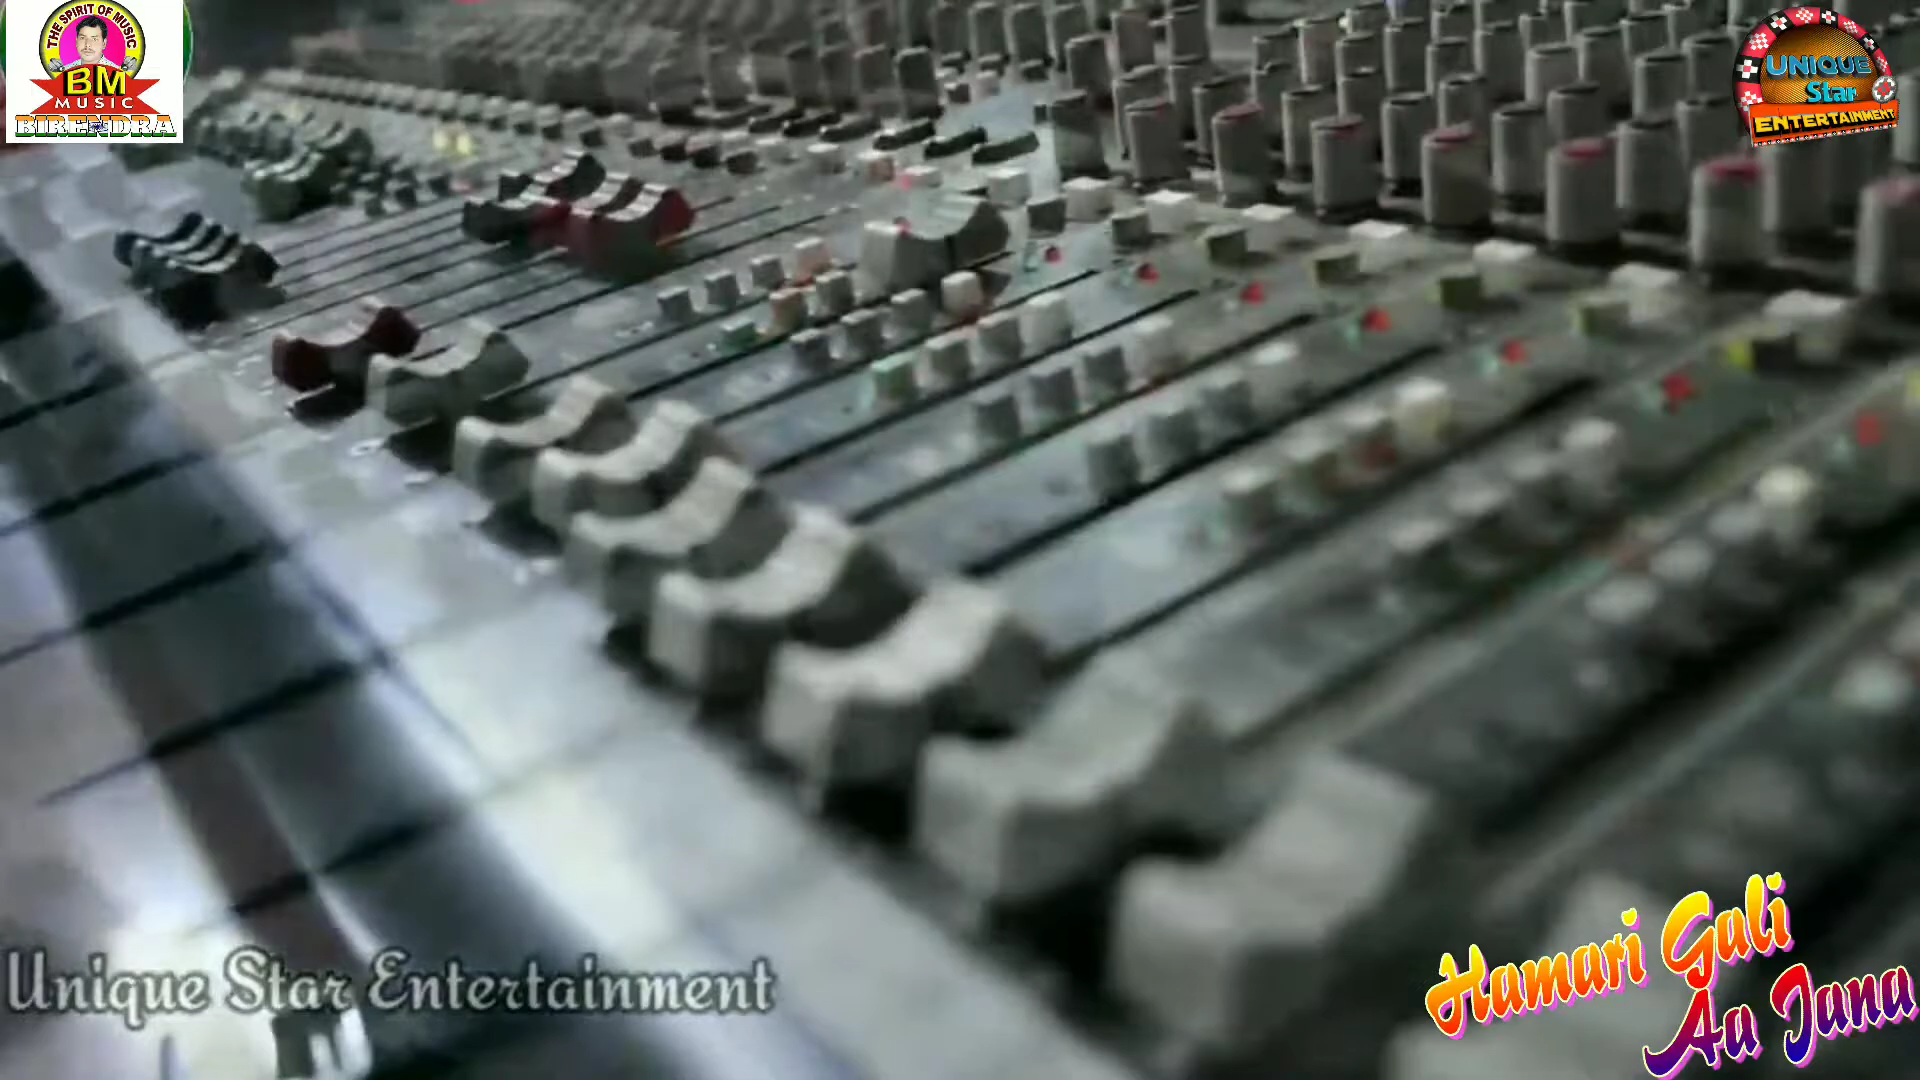 THE SPIRIT OF MUSIC
BM
MUSIC
BIRENDRA
UNIQUE
Star
ENTERTAINMENT
Unique Star Entertainment
Hamari Gali
Aa Jana